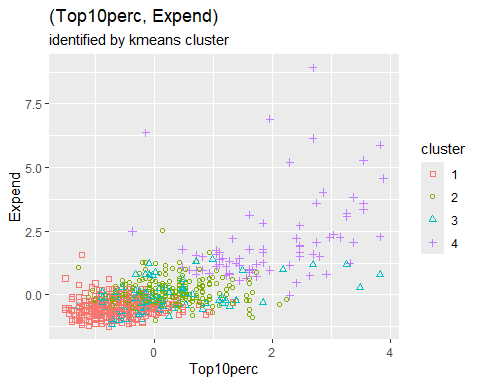 (Top10perc, Expend)
identified by kmeans cluster
Expend
7.5
5.0
2.5
0.0
0
2
4
Top10perc
cluster
1
2
3
4